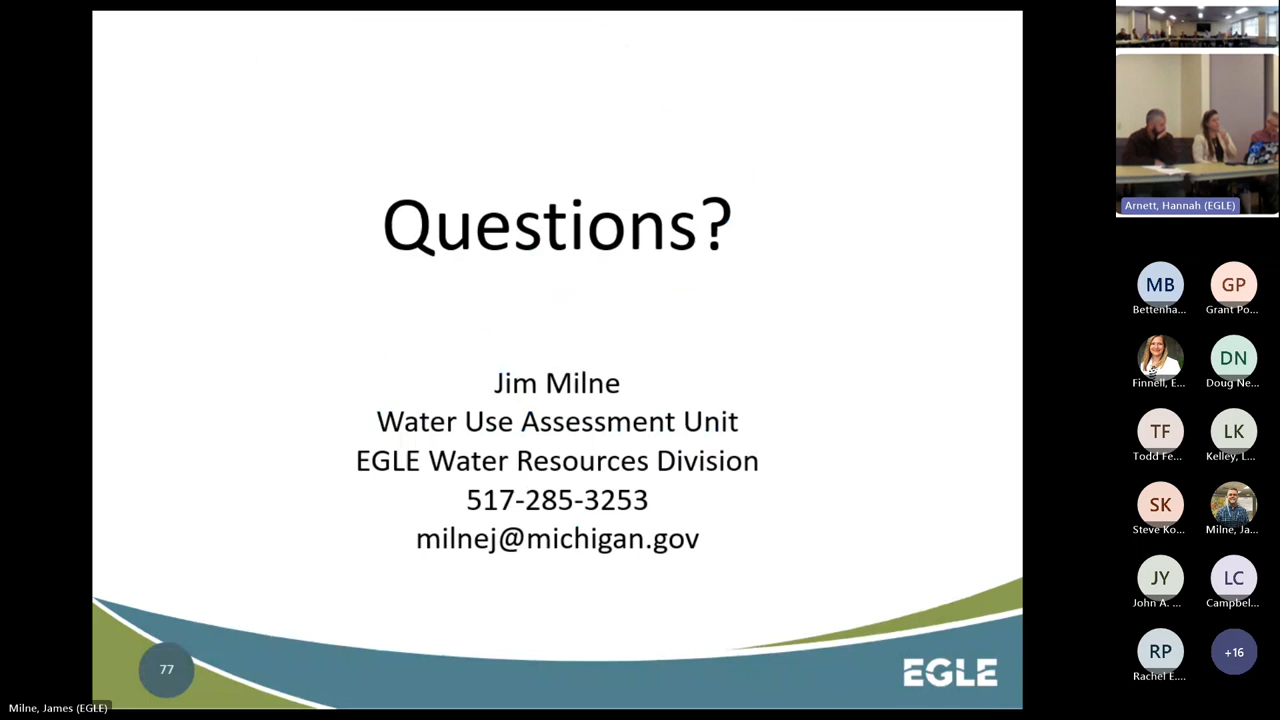 Questions?
Jim Milne
Water Use Assessment Unit
EGLE Water Resources Division
517-285-3253
milnej@michigan.gov
77
EGLE
Milne, James (EGLE)
Arnett, Hannah (EGLE)
MB
Bettenha...
GP
Grant Po...
Finnell, E...
DN
Doug Ne...
TF
Todd Fe...
LK
Kelley, L...
SK
Steve Ko...
Milne, Ja...
JY
John A. ...
LC
Campbel...
RP
Rachel E....
+16